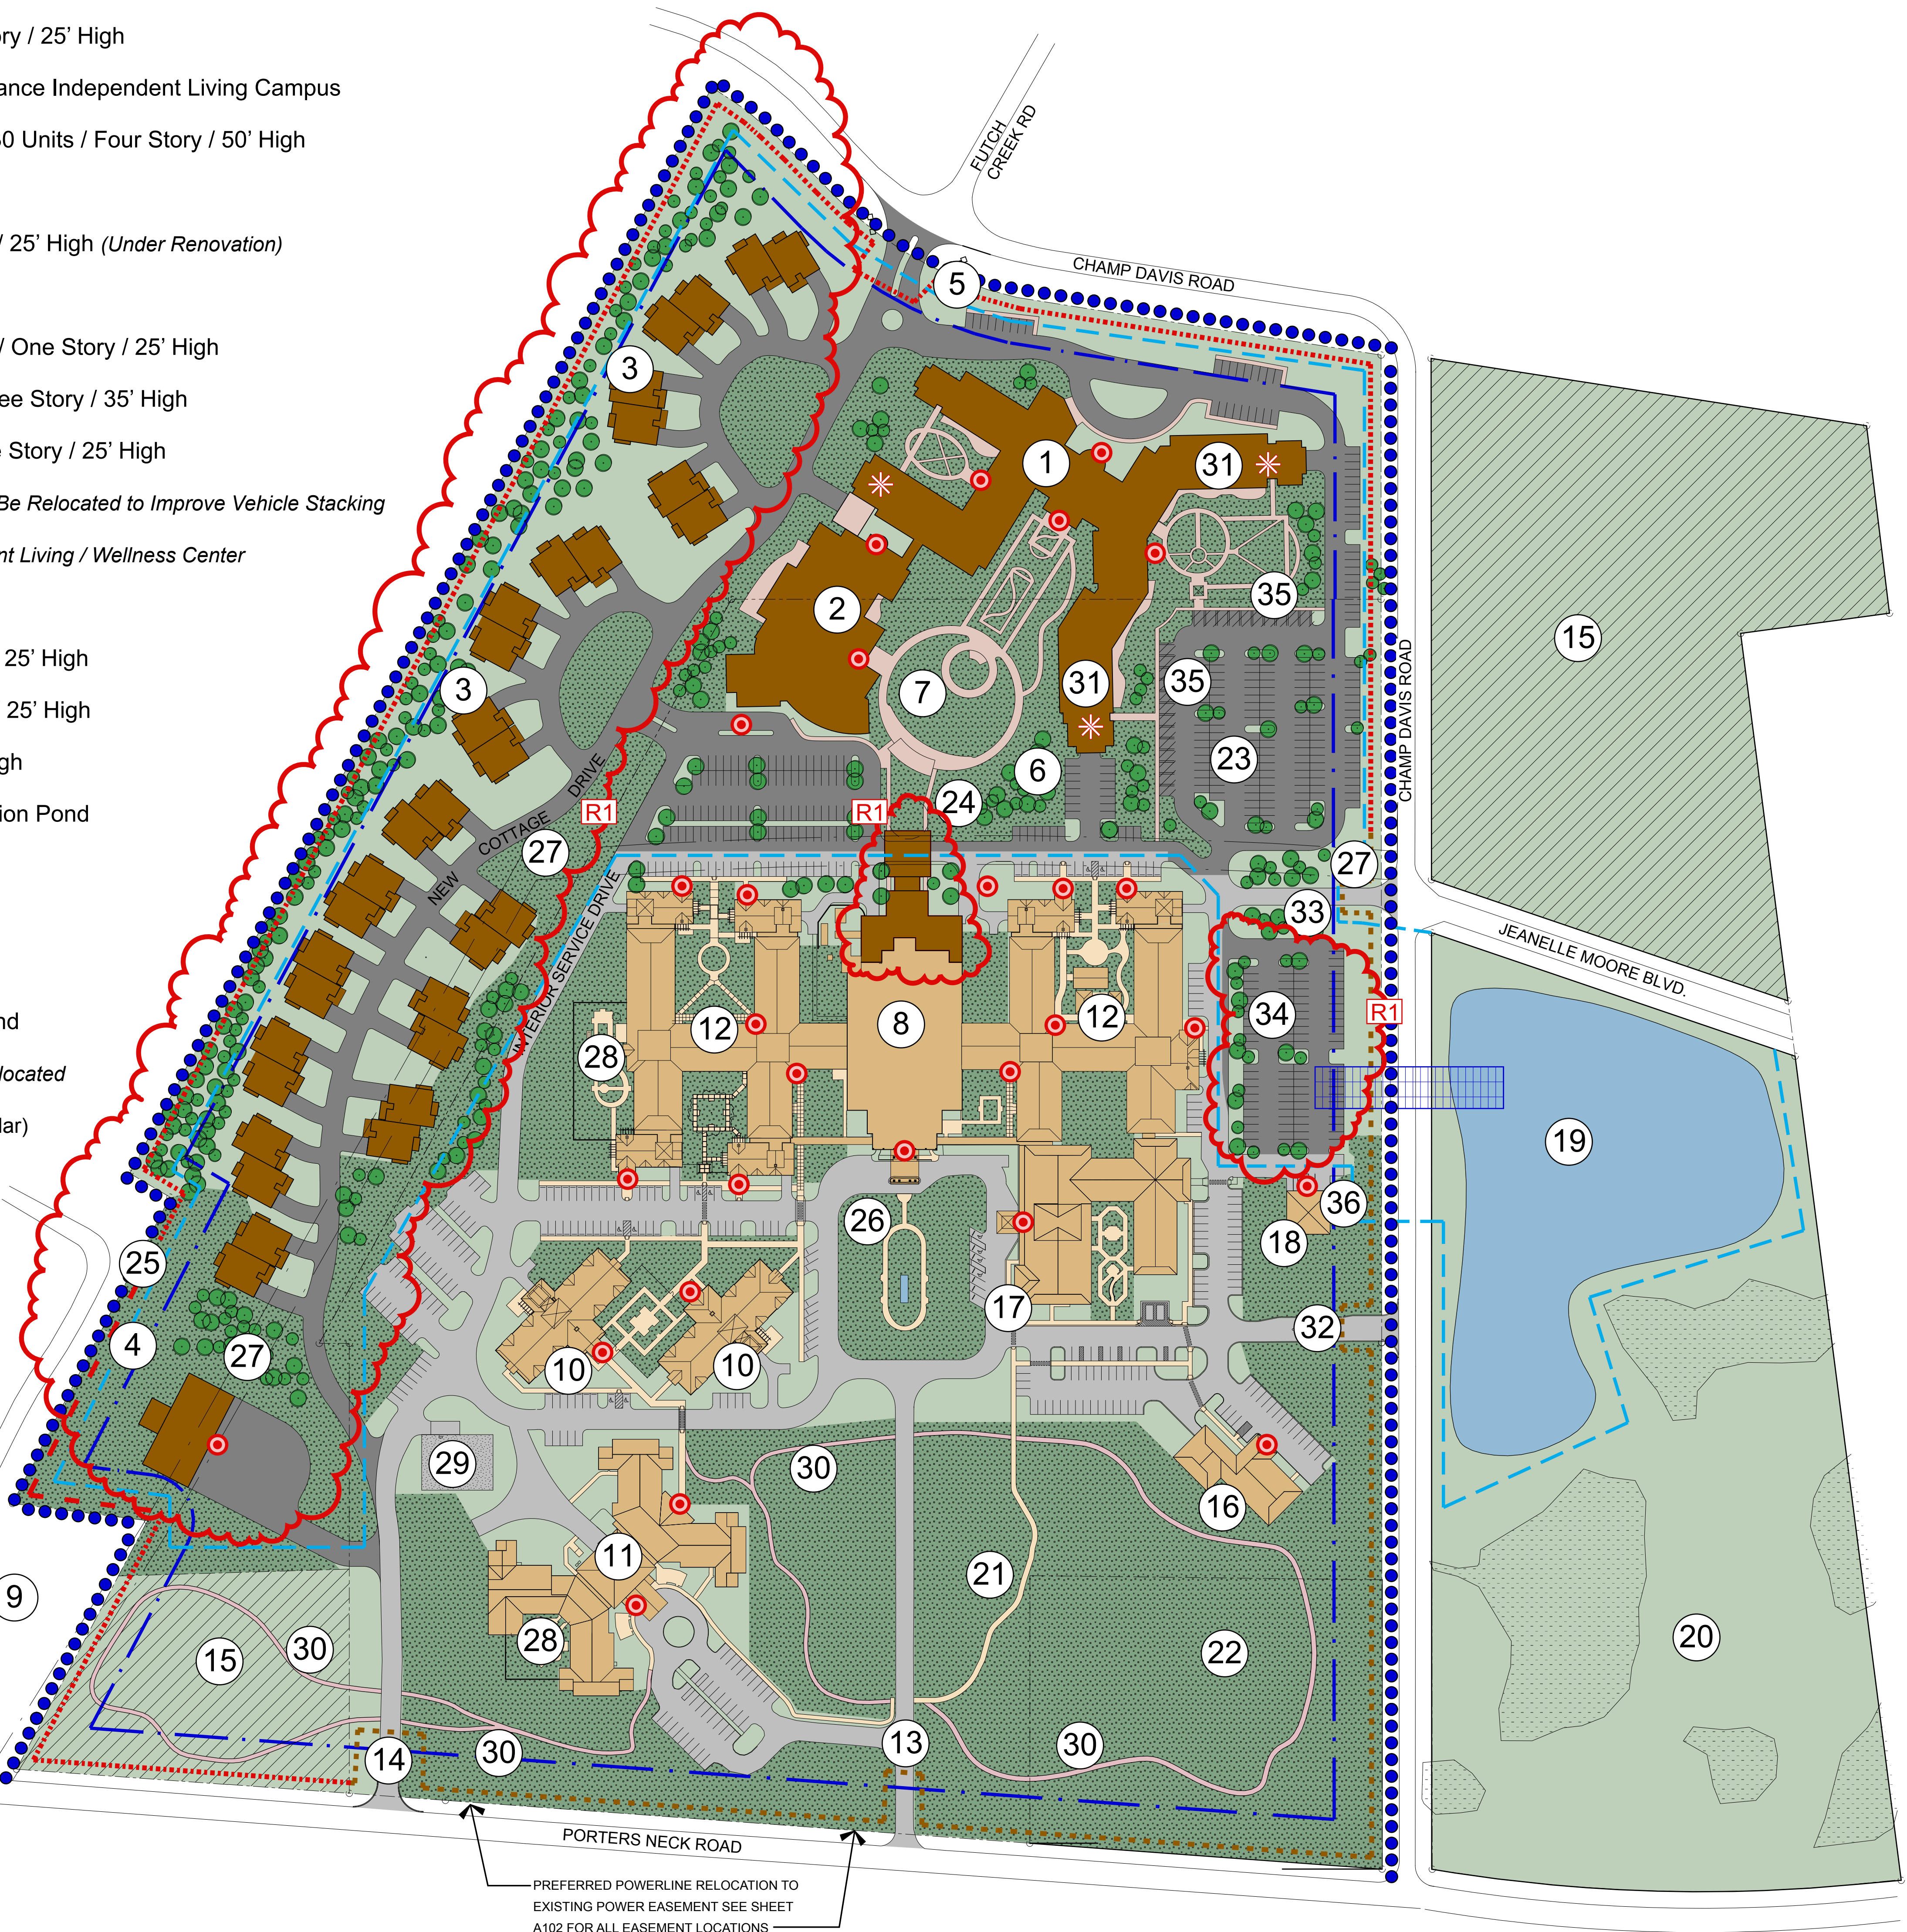 ory / 25’ High
ance Independent Living Campus
0 Units / Four Story / 50’ High
/ 25’ High (Under Renovation)
/ One Story / 25’ High
ee Story / 35’ High
e Story / 25’ High
Be Relocated to Improve Vehicle Stacking
nt Living / Wellness Center
25’ High
25’ High
gh
ion Pond
nd
located
lar)
FUTCH
CREEK RD
CHAMP DAVIS ROAD
5
3
1
31
2
35
15
3
7
31
35
23
6
24
CHAMP DAVIS ROAD
R1
R1
NEW COTTAGE DRIVE
27
27
33
JEANELLE MOORE BLVD.
INTERIOR SERVICE DRIVE
12
8
12
34
R1
28
19
36
26
18
25
17
32
4
27
10
10
29
30
16
11
21
9
28
22
20
15
30
13
14
30
30
PORTERS NECK ROAD
PREFERRED POWERLINE RELOCATION TO
EXISTING POWER EASEMENT SEE SHEET
A102 FOR ALL EASEMENT LOCATIONS